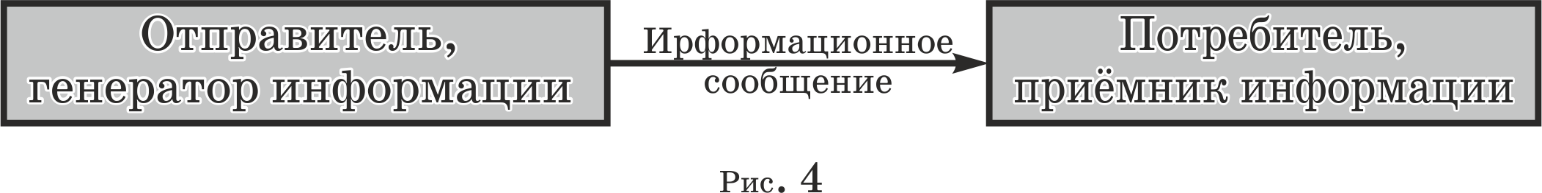 Отправитель,
генератор информации
Ирформационное
сообщение
Потребитель,
приёмник информации
Рис. 4